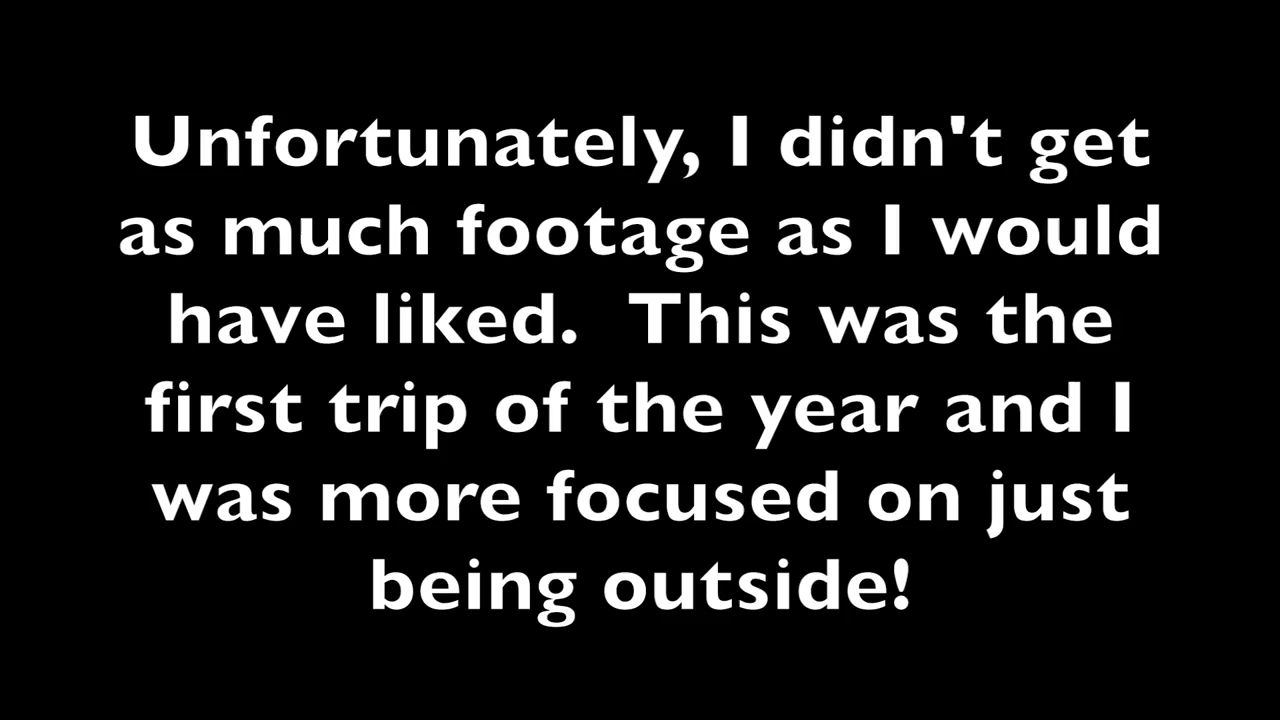 Unfortunately, I didn't get
as much footage as I would
have liked.  This was the
first trip of the year and I
was more focused on just
being outside!